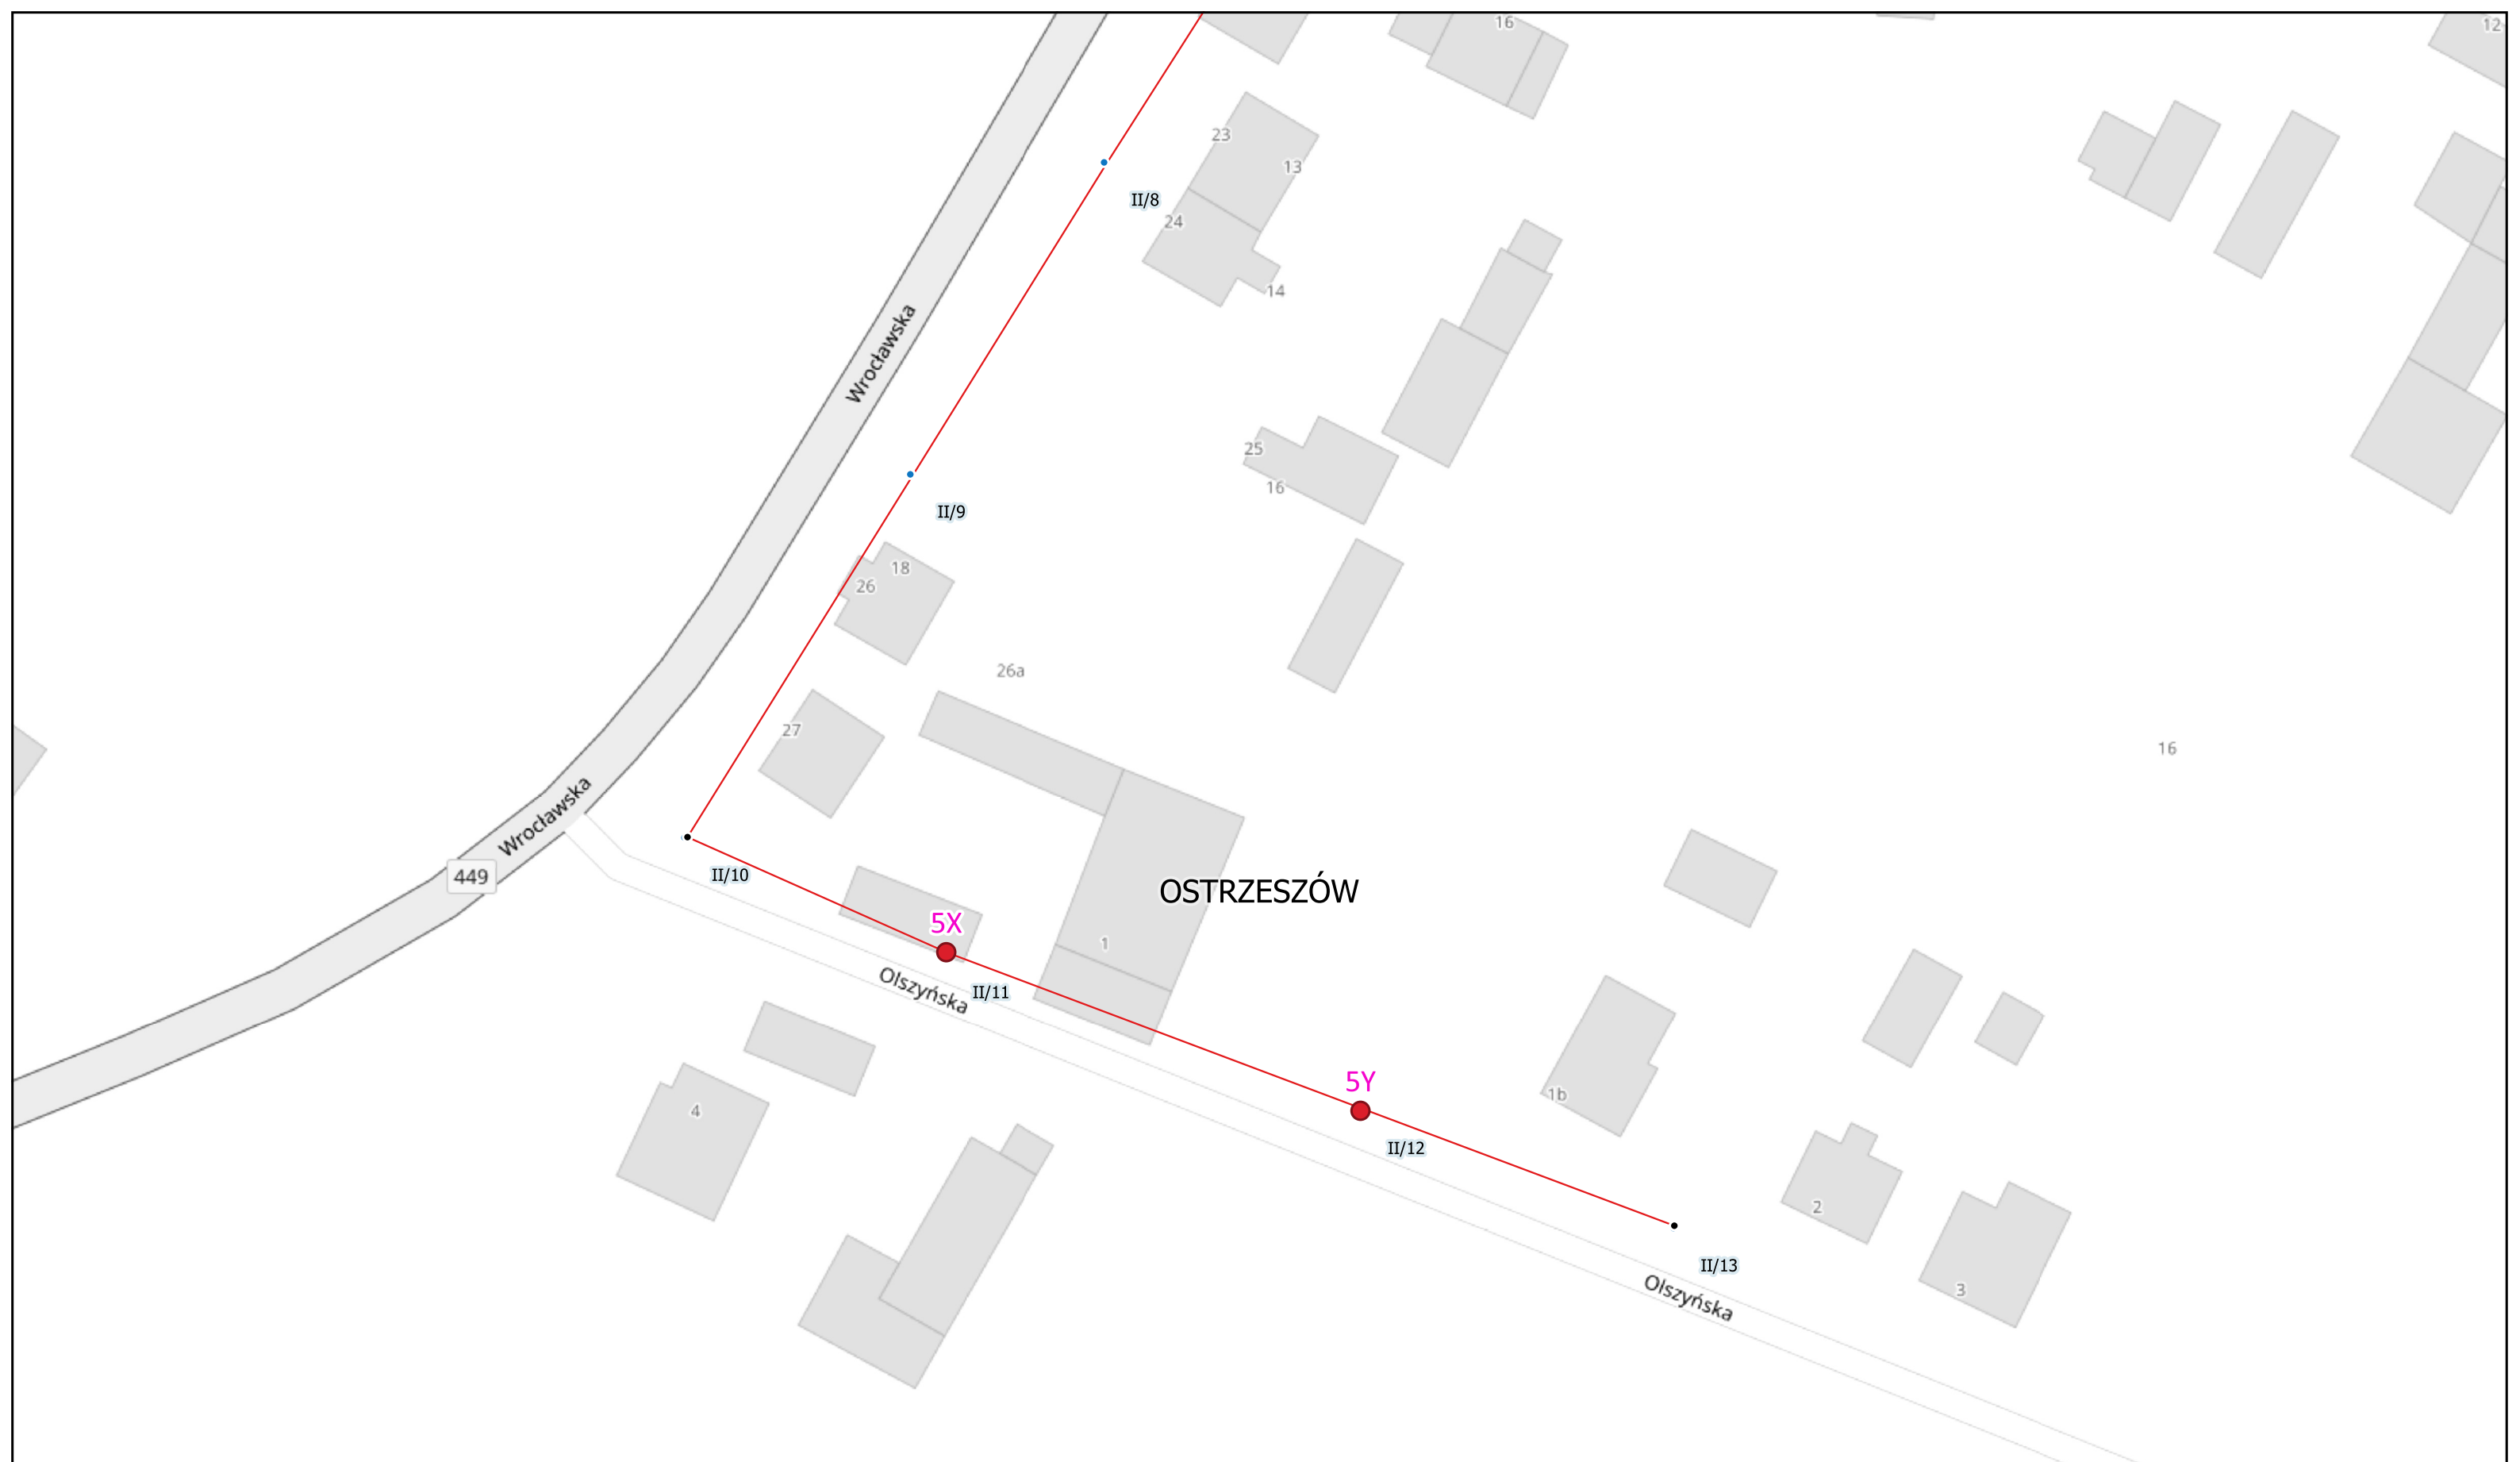 16
12
23
13
II/8
24
14
Wrocławska
25
16
II/9
18
26
26a
27
16
Wrocławska
449
II/10
OSTRZESZÓW
5X
1
Olszyńska
II/11
5Y
1b
4
II/12
2
II/13
Olszyńska
3